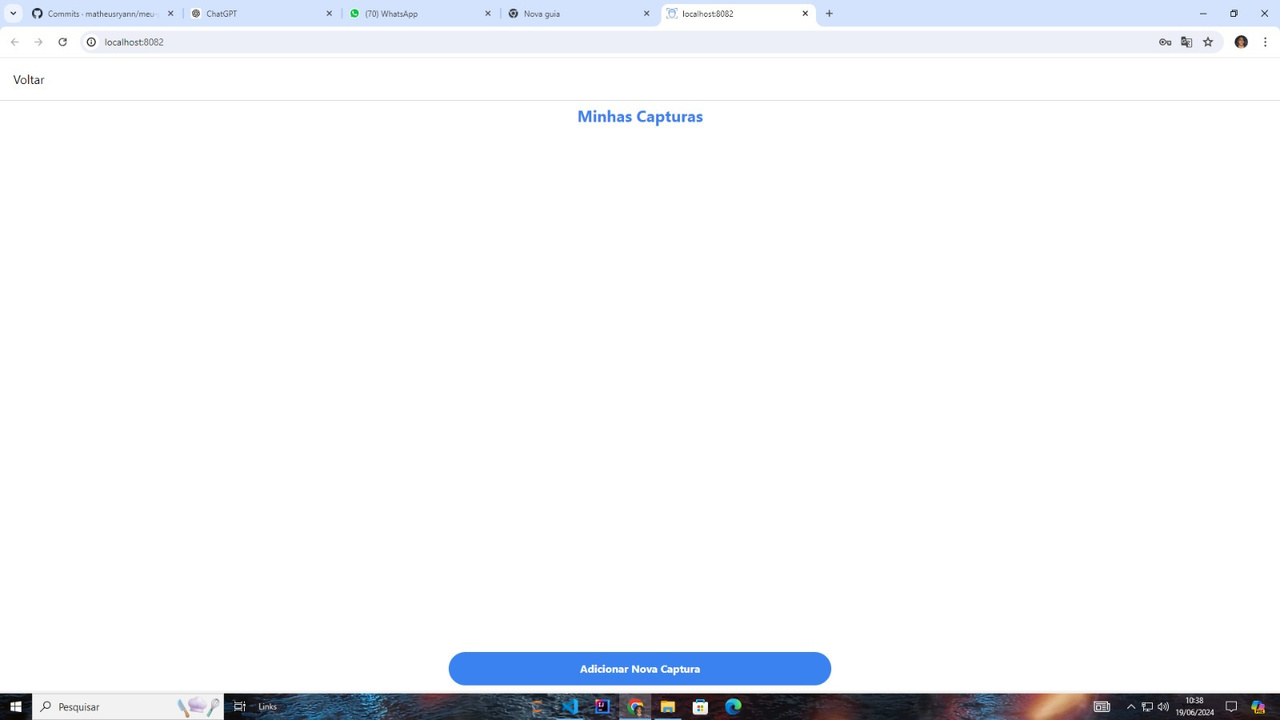 Commits · matheusryann/meu-
ChatGPT
(70) WhatsApp
Nova guia
localhost:8082
localhost:8082
Voltar
Minhas Capturas
Adicionar Nova Captura
Pesquisar
Links
10:38
19/06/2024